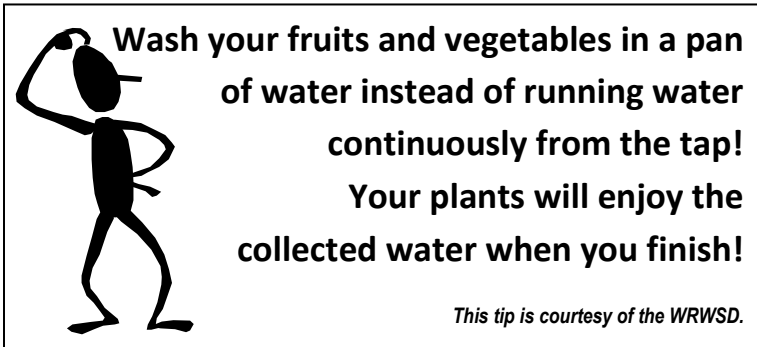 Wash your fruits and vegetables in a pan
of water instead of running water
continuously from the tap!
Your plants will enjoy the
collected water when you finish!
This tip is courtesy of the WRWSD.